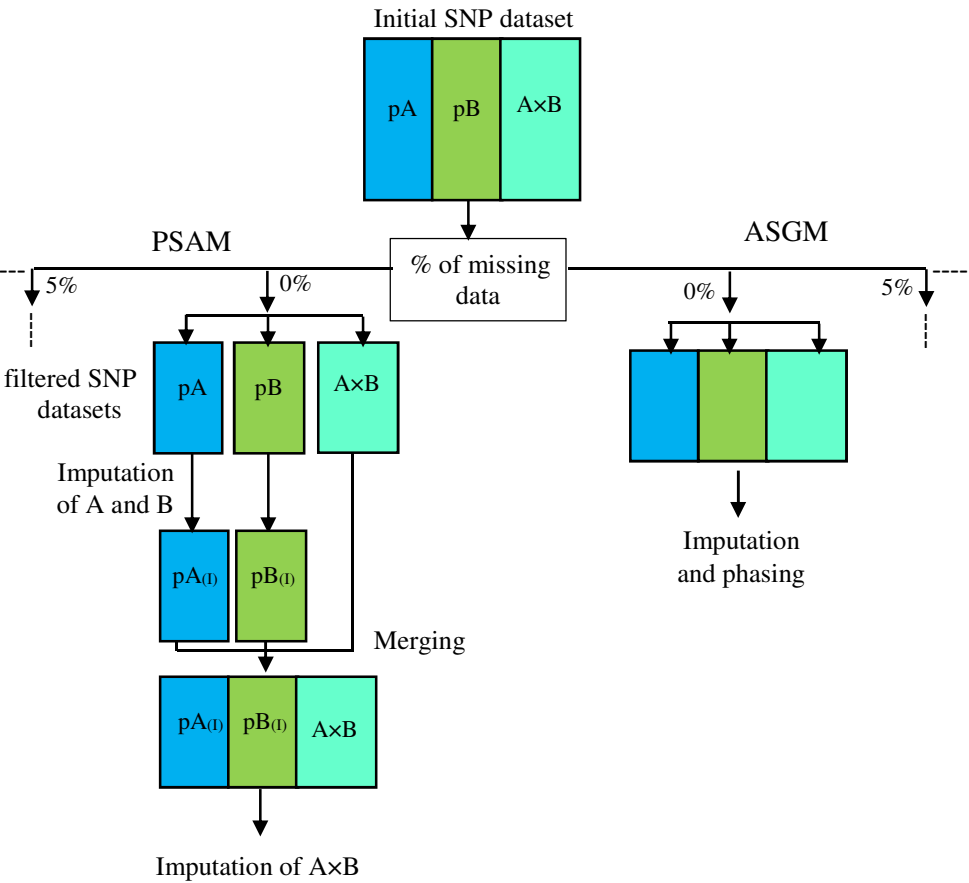 Initial SNP dataset
pA
pB
A×B
PSAM
ASGM
% of missing
data
5%
0%
0%
5%
filtered SNP
datasets
pA
pB
A×B
Imputation
of A and B
pA(I)
pB(I)
Imputation
and phasing
Merging
pA(I)
pB(I)
A×B
Imputation of A×B